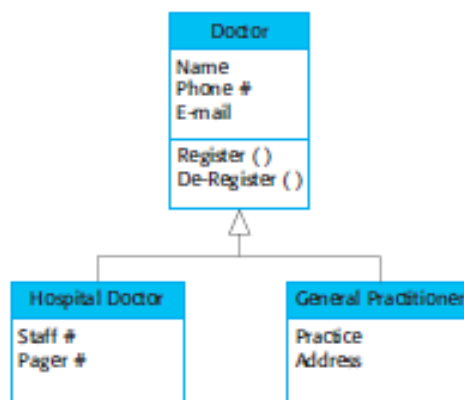 Doctor
Name
Phone #
E-mail
Register ( )
De-Register ( )
Hospital Doctor
Staff #
Pager #
General Practitioner
Practice
Address